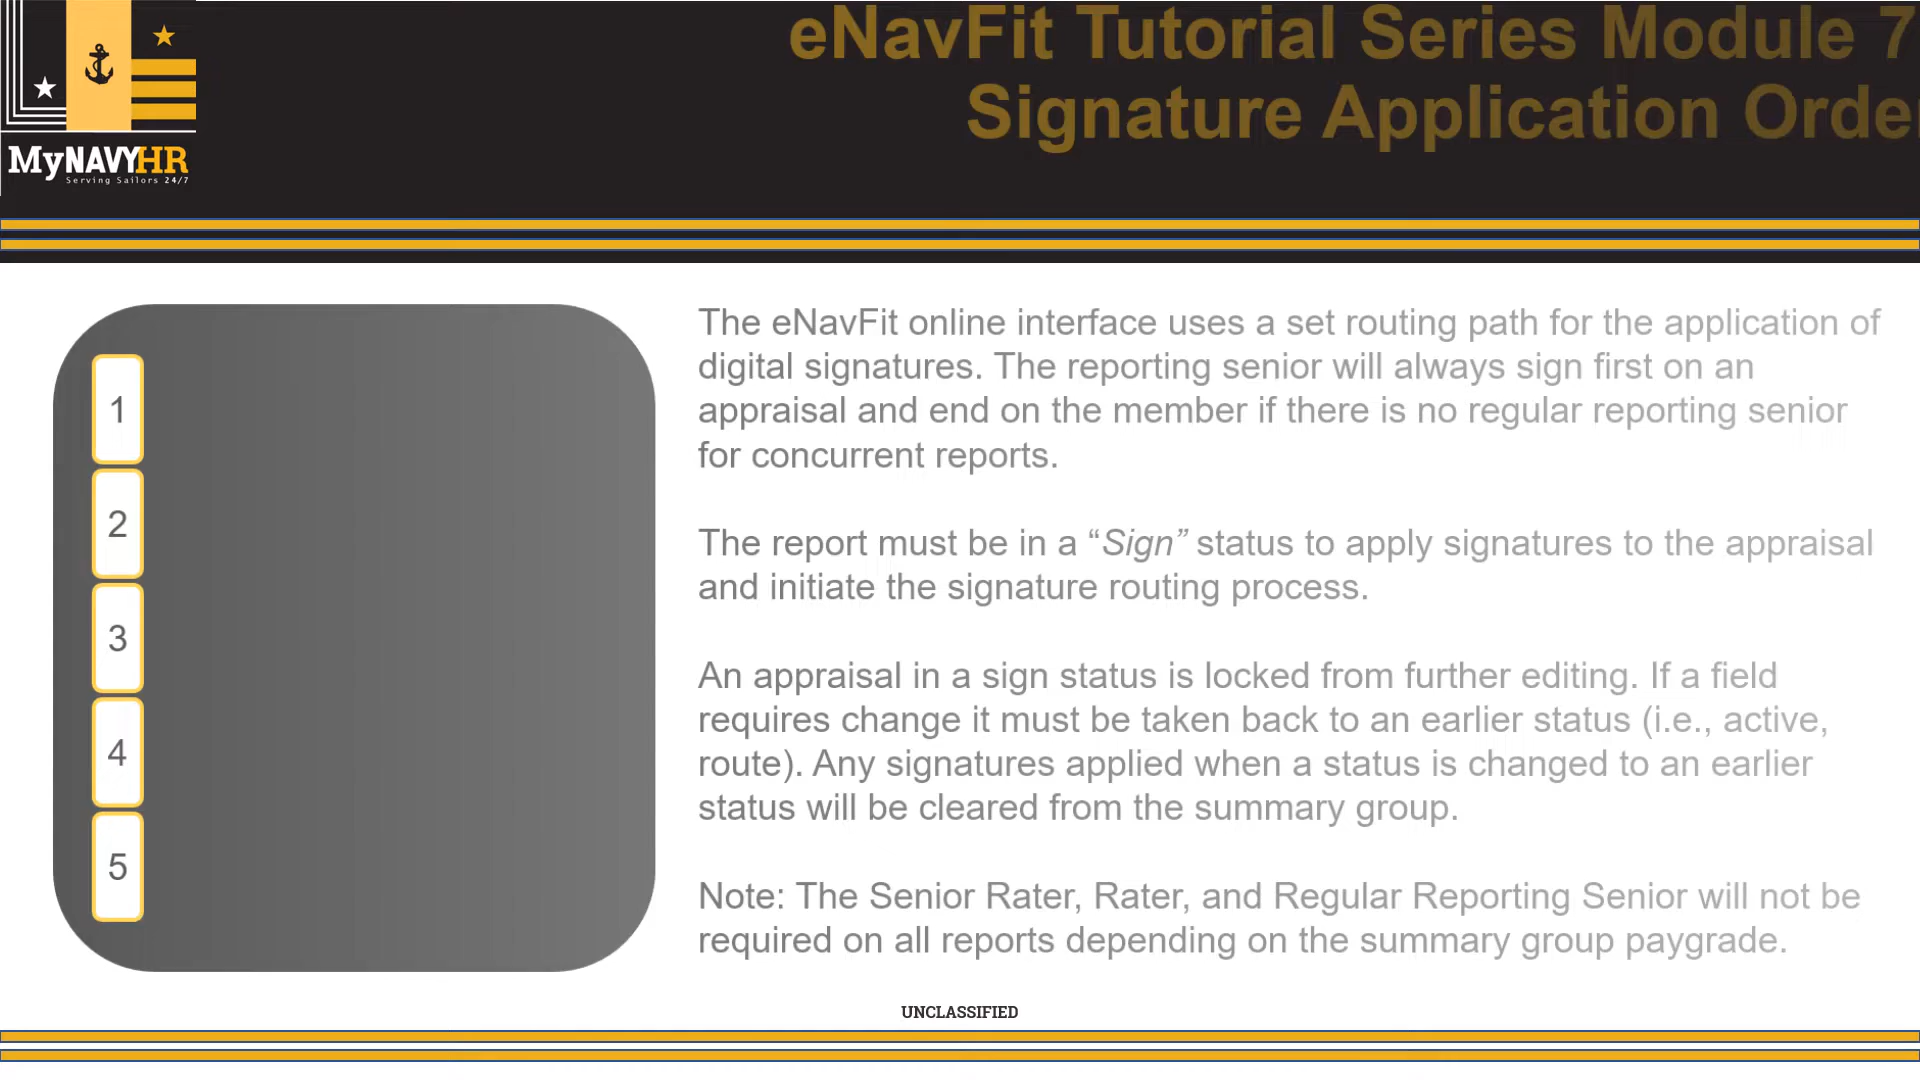 eNavFit Tutorial Series Module 7
Signature Application Order
MyNAVYHR
Serving Sailors 24/7
1
2
3
4
5
The eNavFit online interface uses a set routing path for the application of
digital signatures. The reporting senior will always sign first on an
appraisal and end on the member if there is no regular reporting senior
for concurrent reports.
The report must be in a “Sign” status to apply signatures to the appraisal
and initiate the signature routing process.
An appraisal in a sign status is locked from further editing. If a field
requires change it must be taken back to an earlier status (i.e., active,
route). Any signatures applied when a status is changed to an earlier
status will be cleared from the summary group.
Note: The Senior Rater, Rater, and Regular Reporting Senior will not be
required on all reports depending on the summary group paygrade.
UNCLASSIFIED